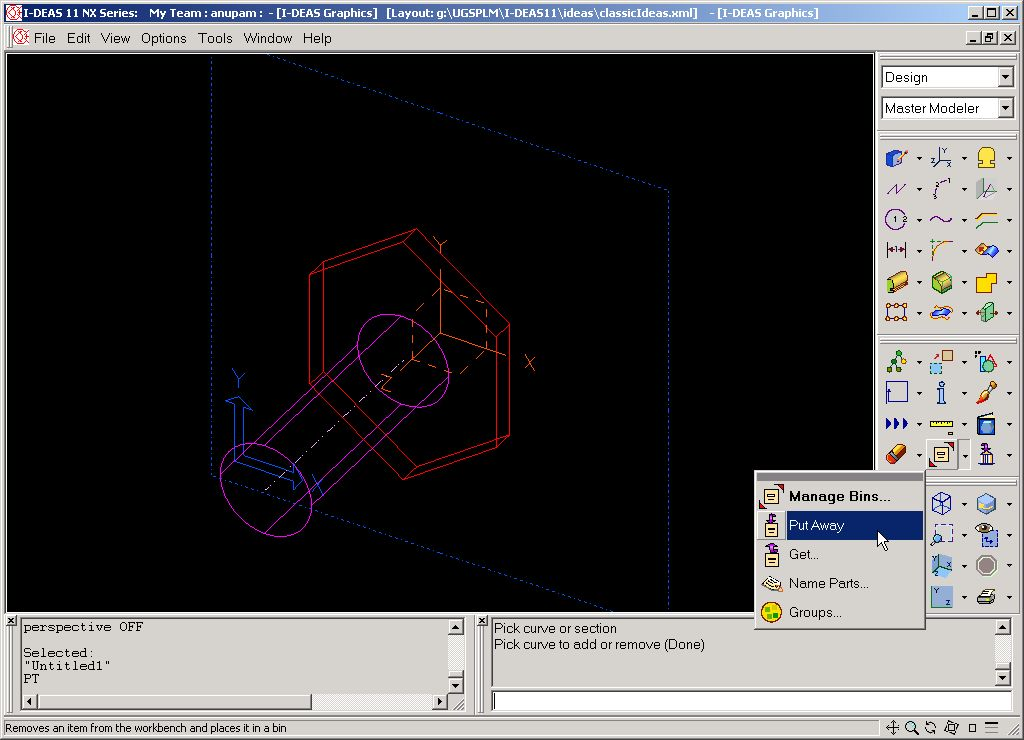 I-DEAS 11 NX Series:   My Team : anupam :  - [I-DEAS Graphics]  [Layout: g:\UGSPLM\I-DEAS11\ideas\classicIdeas.xml]   - [I-DEAS Graphics]
File Edit View Options Tools Window Help
Design
Master Modeler
Y
X
Z
Y
X
Manage Bins...
Put Away
Get...
Name Parts...
Groups...
perspective OFF
Selected:
"Untitled1"
PT
Pick curve or section
Pick curve to add or remove (Done)
Removes an item from the workbench and places it in a bin